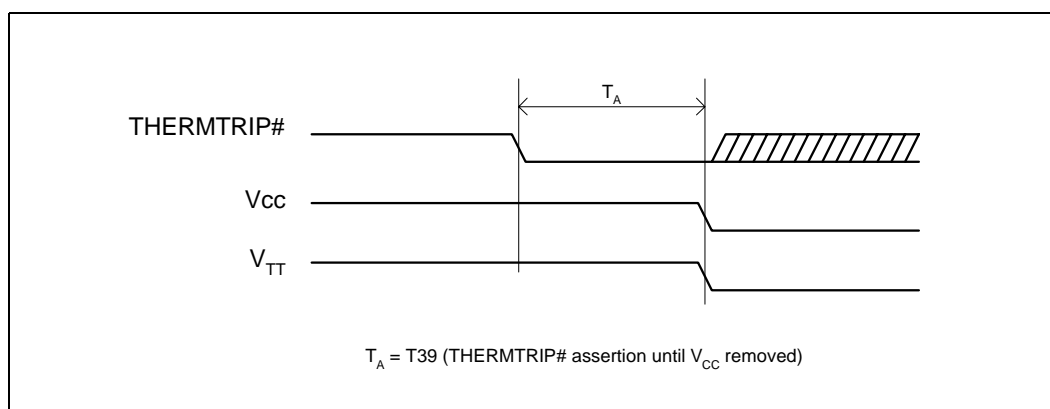 T_A
THERMTRIP#
Vcc
V_TT
T_A = T39 (THERMTRIP# assertion until V_CC removed)